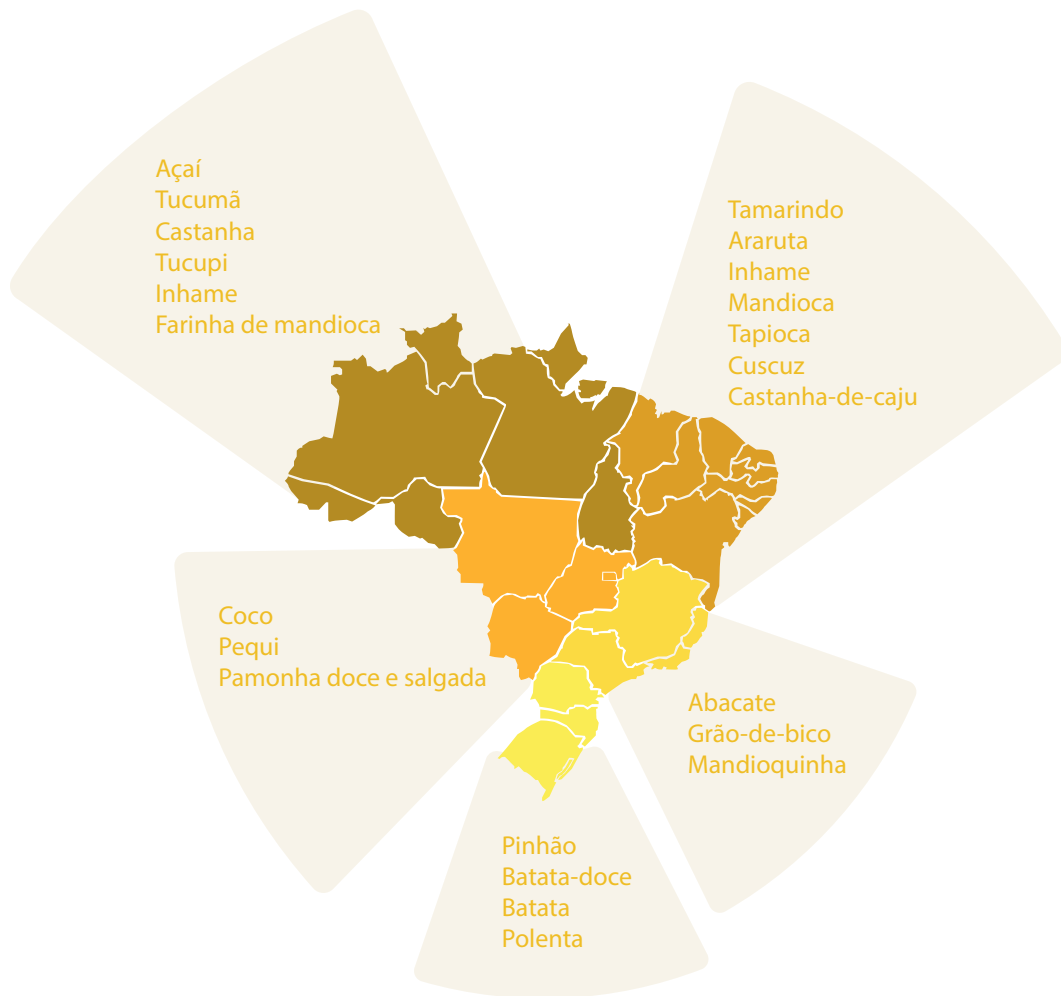 Açaí
Tucumã
Castanha
Tucupi
Inhame
Farinha de mandioca
Tamarindo
Araruta
Inhame
Mandioca
Tapioca
Cuscuz
Castanha-de-caju
Coco
Pequi
Pamonha doce e salgada
Abacate
Grão-de-bico
Mandioquinha
Pinhão
Batata-doce
Batata
Polenta